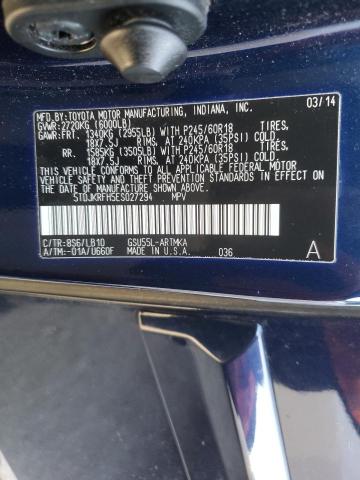 MFD. BY: TOYOTA MOTOR MANUFACTURING, INDIANA, INC. 03/14
GVWR: 2720KG (6000LB)
GAWR: FRT. 1340KG (2955LB) WITH P245/60R18 TIRES,
18X7.5J RIMS, AT 240KPA (35PSI) COLD.
RR. 1585KG (3505LB) WITH P245/60R18 TIRES,
18X7.5J RIMS, AT 240KPA (35PSI) COLD.
THIS VEHICLE CONFORMS TO ALL APPLICABLE FEDERAL MOTOR
VEHICLE SAFETY, BUMPER, AND THEFT PREVENTION STANDARDS
IN EFFECT ON THE DATE OF MANUFACTURE SHOWN ABOVE.
5TDJKRFH5ES027294 MPV
C/TR: 8S6/LB10 GSU55L-ARTMKA
A/TM: -01A/U660F MADE IN U.S.A. 036 A